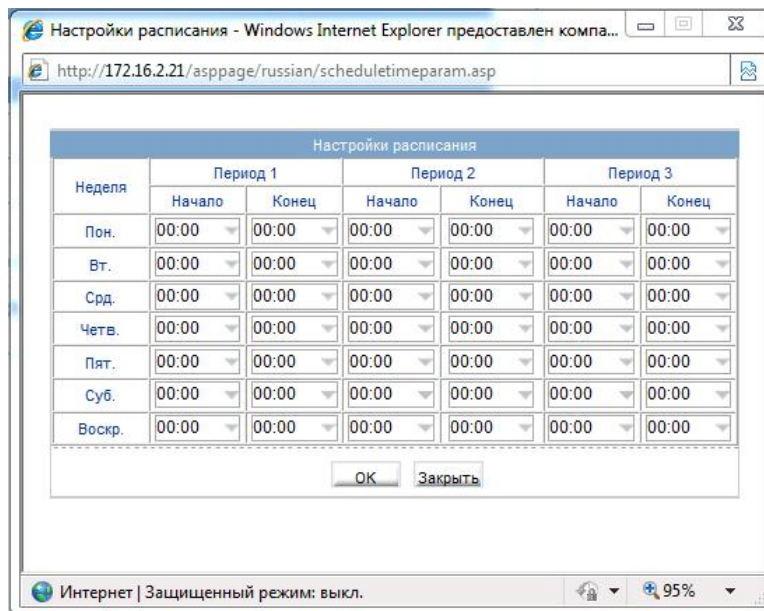 Настройки расписания - Windows Internet Explorer предоставлен компа...
http://172.16.2.21/asppage/russian/scheduletimeparam.asp
Настройки расписания
Неделя Период 1 Период 2 Период 3
Начало Конец Начало Конец Начало Конец
Пон. 00:00 00:00 00:00 00:00 00:00 00:00
Вт. 00:00 00:00 00:00 00:00 00:00 00:00
Срд. 00:00 00:00 00:00 00:00 00:00 00:00
Четв. 00:00 00:00 00:00 00:00 00:00 00:00
Пят. 00:00 00:00 00:00 00:00 00:00 00:00
Суб. 00:00 00:00 00:00 00:00 00:00 00:00
Воскр. 00:00 00:00 00:00 00:00 00:00 00:00
OK Закрыть
Интернет | Защищенный режим: выкл. 95%